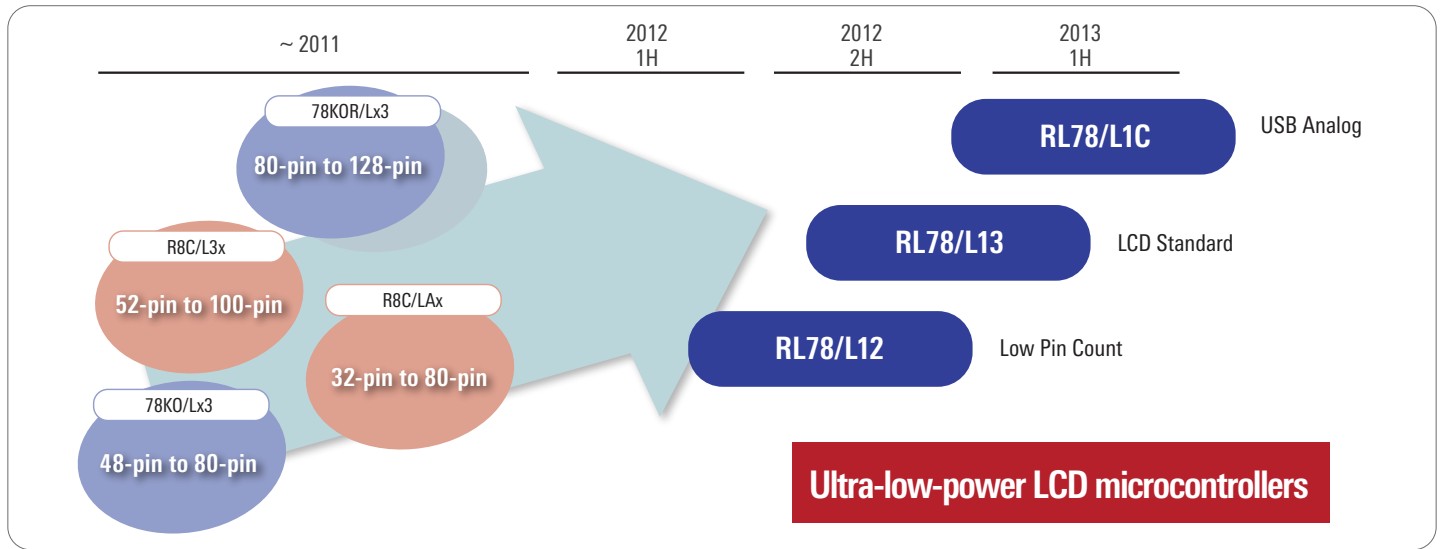 ~ 2011
2012
1H
2012
2H
2013
1H
78KOR/Lx3
80-pin to 128-pin
R8C/L3x
52-pin to 100-pin
R8C/LAx
32-pin to 80-pin
78KO/Lx3
48-pin to 80-pin
RL78/L1C
USB Analog
RL78/L13
LCD Standard
RL78/L12
Low Pin Count
Ultra-low-power LCD microcontrollers